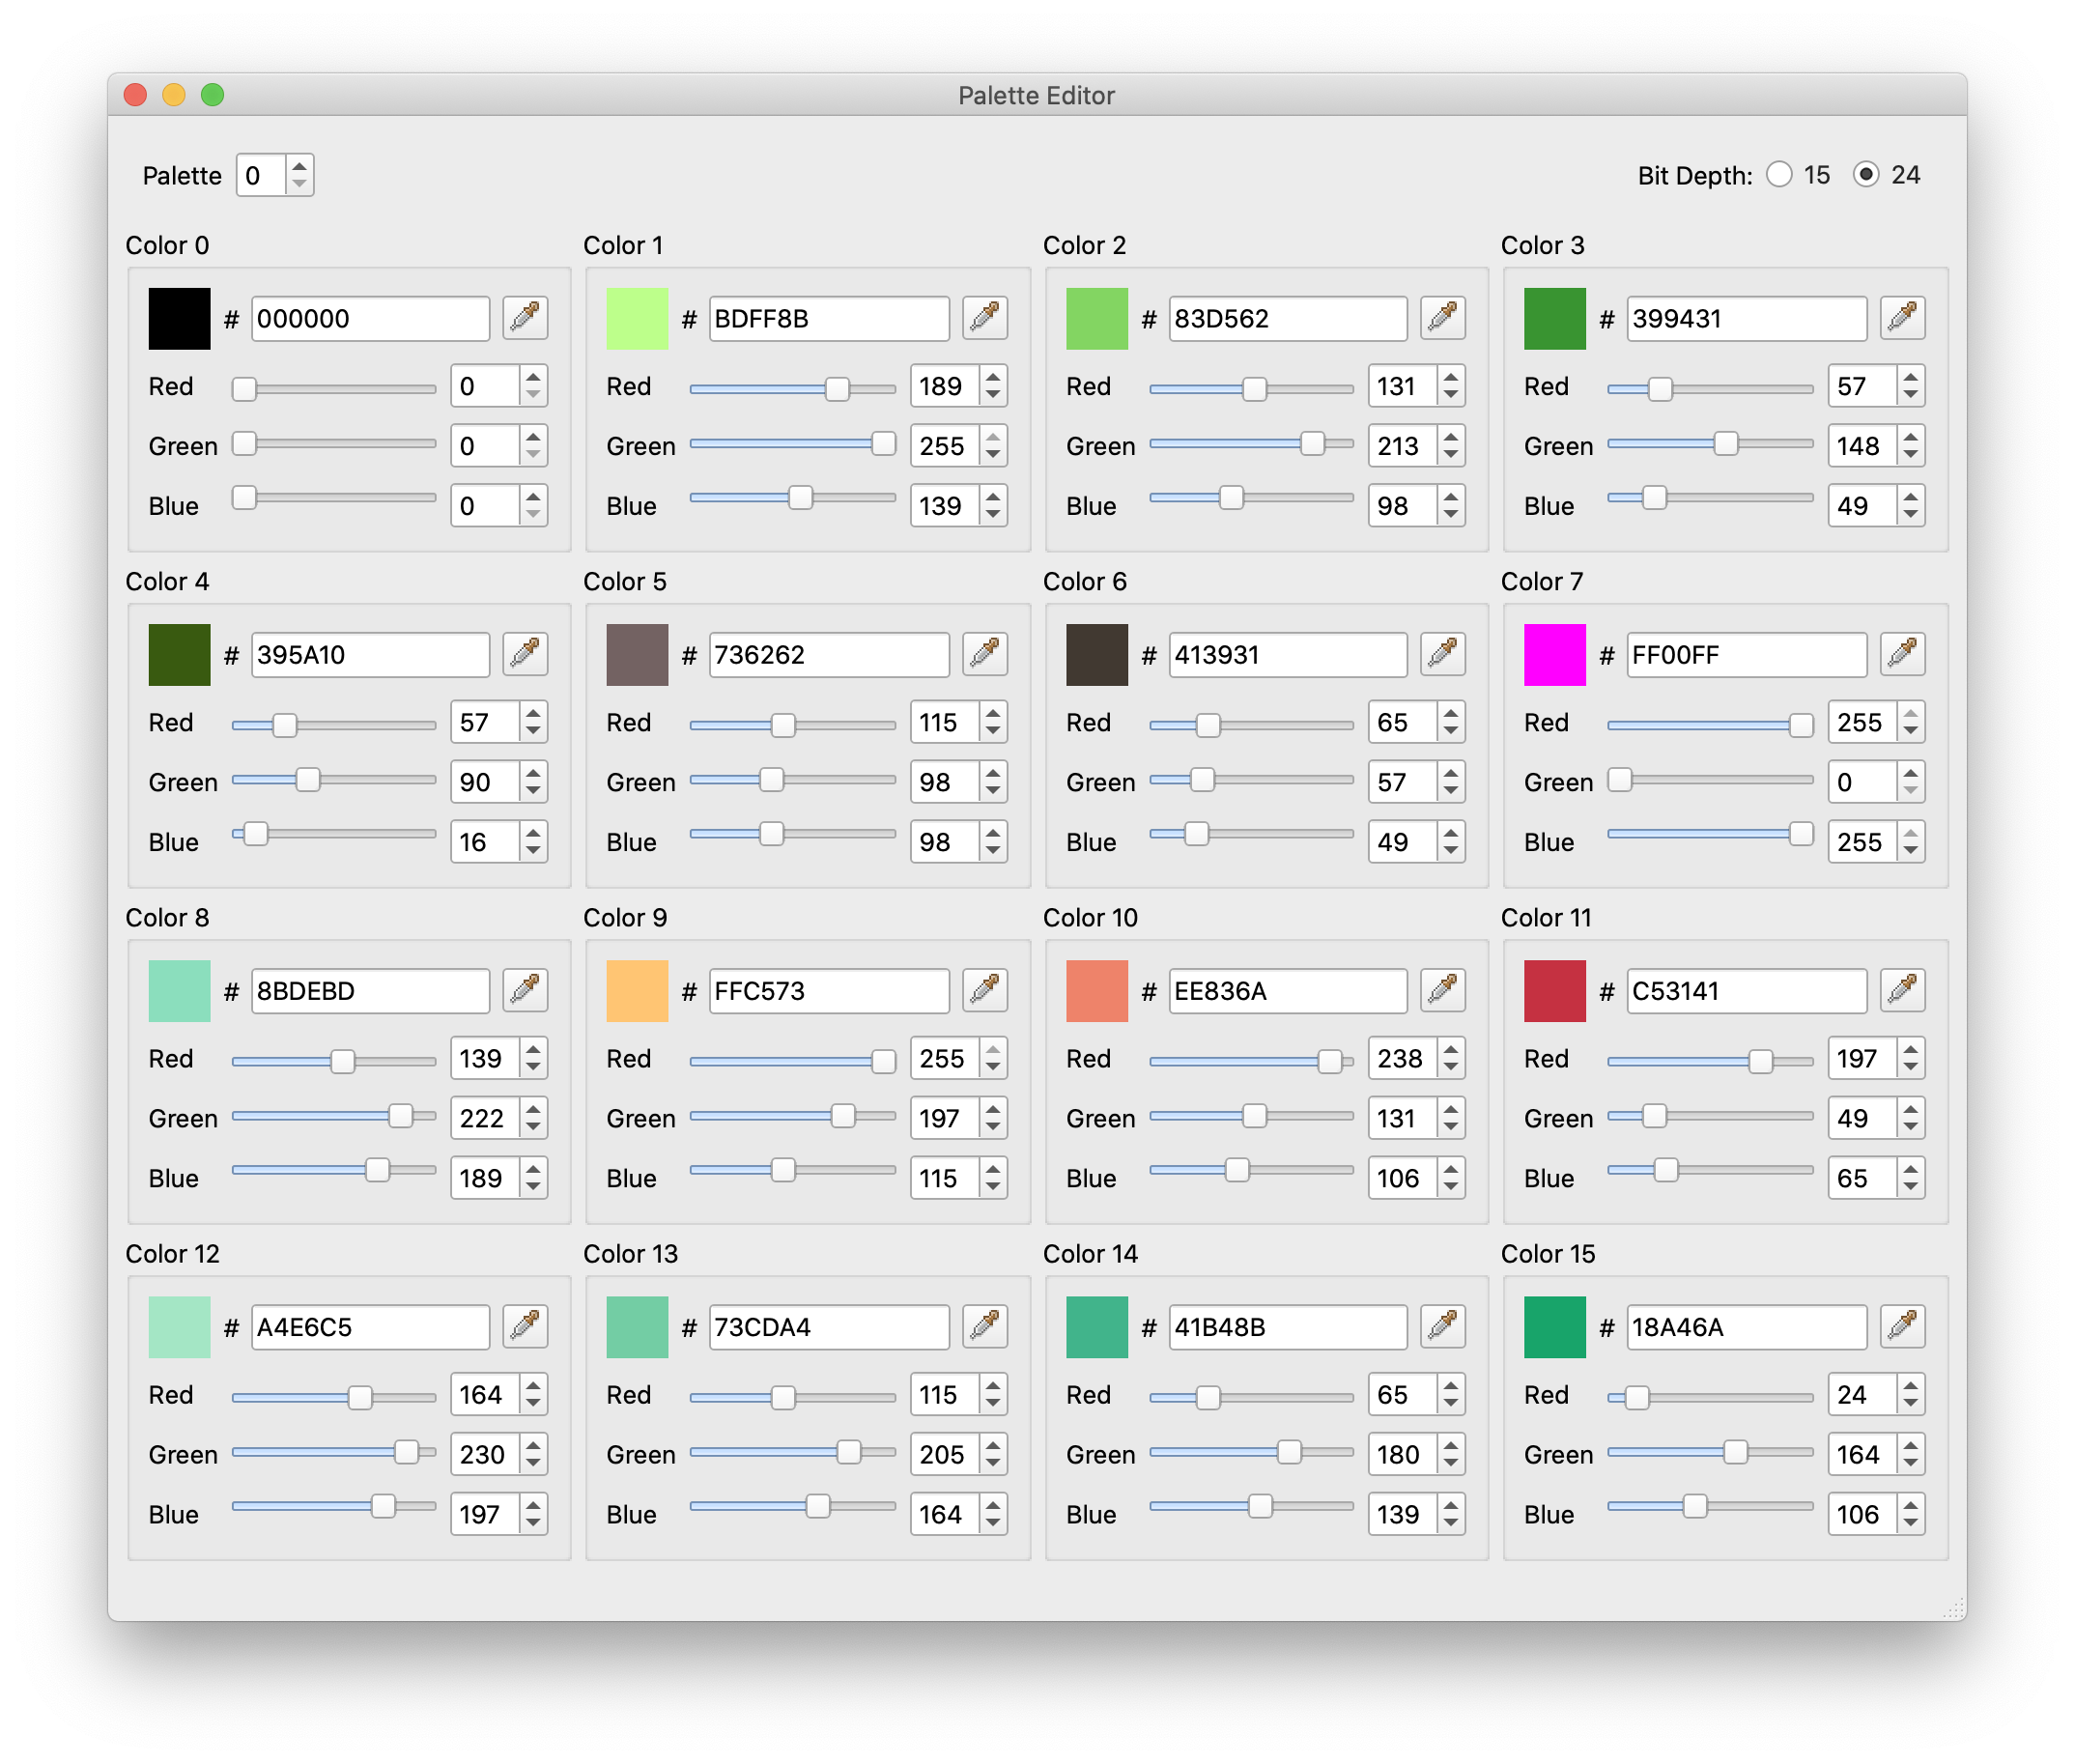 Palette Editor
Palette 0 Bit Depth: 15 24
Color 0 Color 1 Color 2 Color 3
# 000000 # BDFF8B # 83D562 # 399431
Red 0 Red 189 Red 131 Red 57
Green 0 Green 255 Green 213 Green 148
Blue 0 Blue 139 Blue 98 Blue 49
Color 4 Color 5 Color 6 Color 7
# 395A10 # 736262 # 413931 # FF00FF
Red 57 Red 115 Red 65 Red 255
Green 90 Green 98 Green 57 Green 0
Blue 16 Blue 98 Blue 49 Blue 255
Color 8 Color 9 Color 10 Color 11
# 8BDEBD # FFC573 # EE836A # C53141
Red 139 Red 255 Red 238 Red 197
Green 222 Green 197 Green 131 Green 49
Blue 189 Blue 115 Blue 106 Blue 65
Color 12 Color 13 Color 14 Color 15
# A4E6C5 # 73CDA4 # 41B48B # 18A46A
Red 164 Red 115 Red 65 Red 24
Green 230 Green 205 Green 180 Green 164
Blue 197 Blue 164 Blue 139 Blue 106